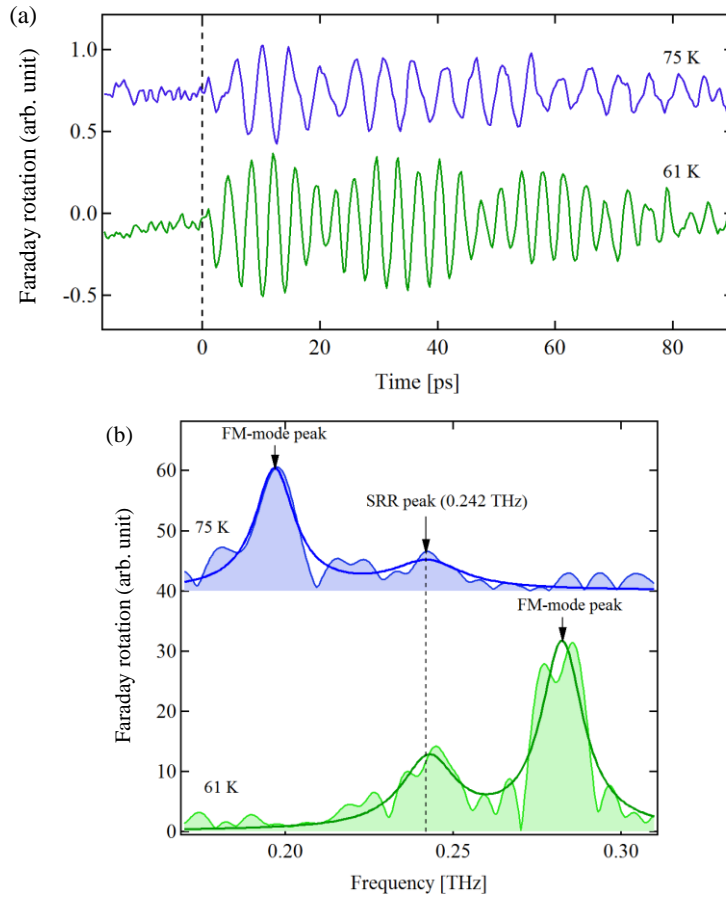 (a)
1.0
0.5
0.0
-0.5
Faraday rotation (arb. unit)
75 K
61 K
0
20
40
60
80
Time [ps]
(b)
FM-mode peak
SRR peak (0.242 THz)
FM-mode peak
75 K
61 K
60
50
40
30
20
10
0
Faraday rotation (arb. unit)
0.20
0.25
0.30
Frequency [THz]